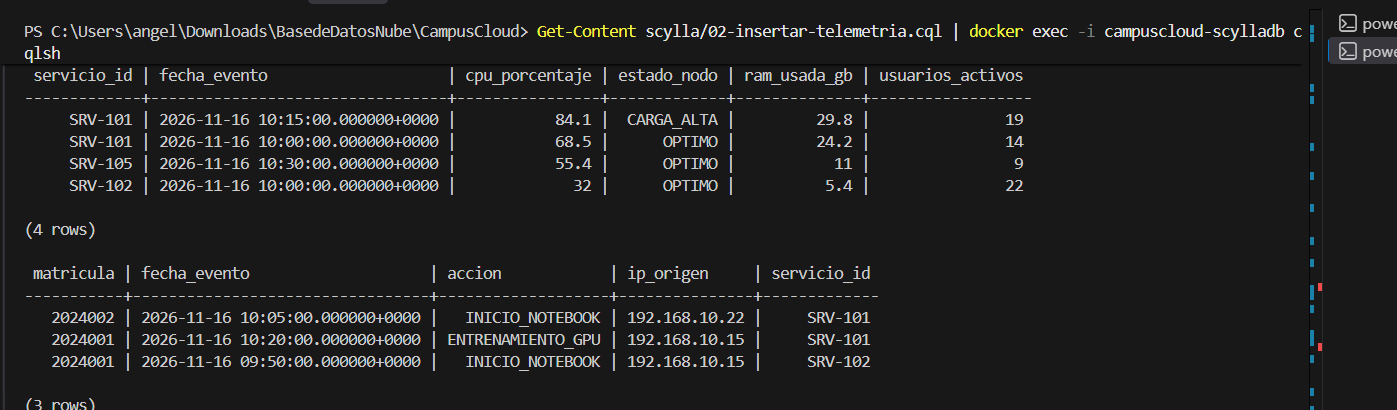 PS C:\Users\angel\Downloads\BasedeDatosNube\CampusCloud> Get-Content scylla/02-insertar-telemetria.cql | docker exec -i campuscloud-scylladb c
qlsh
servicio_id | fecha_evento                    | cpu_porcentaje | estado_nodo | ram_usada_gb | usuarios_activos
-------------+---------------------------------+----------------+-------------+--------------+------------------
SRV-101 | 2026-11-16 10:15:00.000000+0000 |           84.1 |  CARGA_ALTA |         29.8 |               19
SRV-101 | 2026-11-16 10:00:00.000000+0000 |           68.5 |      OPTIMO |         24.2 |               14
SRV-105 | 2026-11-16 10:30:00.000000+0000 |           55.4 |      OPTIMO |           11 |                9
SRV-102 | 2026-11-16 10:00:00.000000+0000 |             32 |      OPTIMO |          5.4 |               22
(4 rows)
matricula | fecha_evento                    | accion            | ip_origen     | servicio_id
-----------+---------------------------------+-------------------+---------------+-------------
2024002 | 2026-11-16 10:05:00.000000+0000 |   INICIO_NOTEBOOK | 192.168.10.22 |     SRV-101
2024001 | 2026-11-16 10:20:00.000000+0000 | ENTRENAMIENTO_GPU | 192.168.10.15 |     SRV-101
2024001 | 2026-11-16 09:50:00.000000+0000 |   INICIO_NOTEBOOK | 192.168.10.15 |     SRV-102
(3 rows)
powe
powe